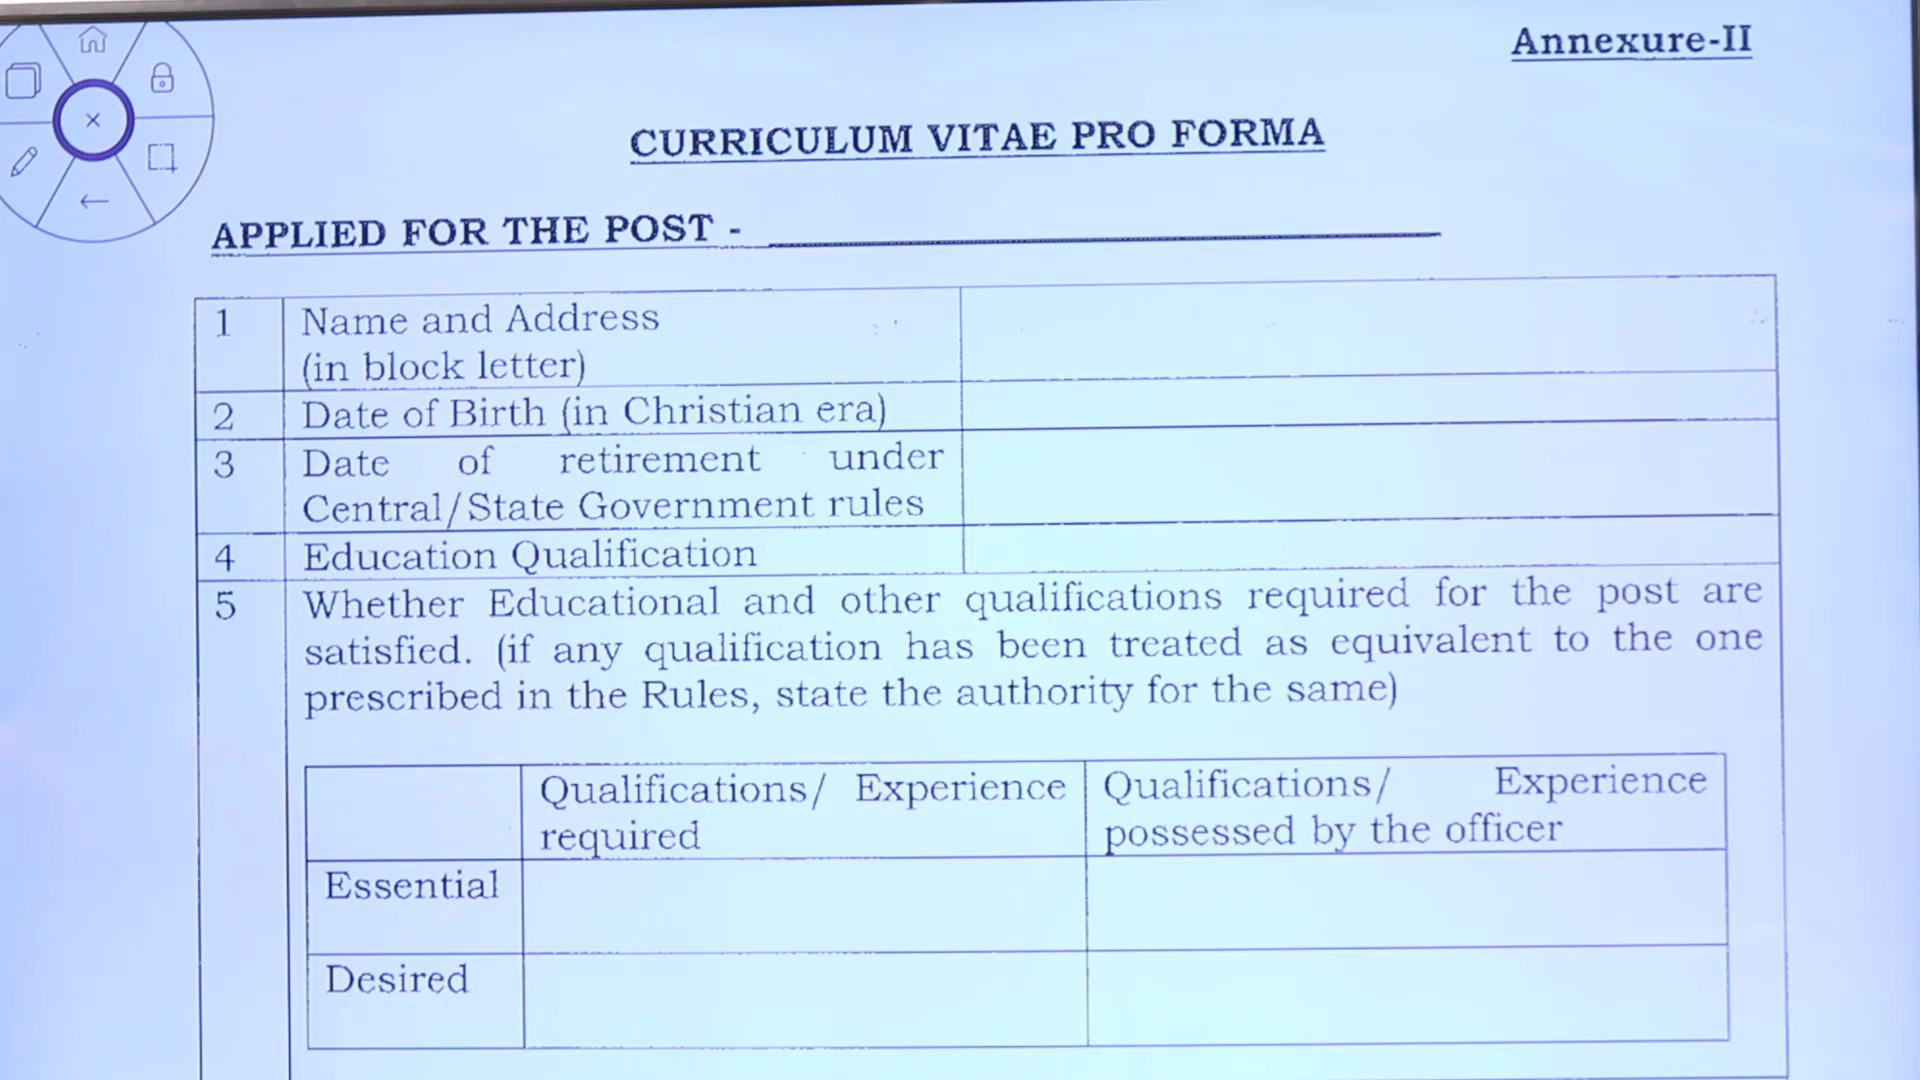 Annexure-II
CURRICULUM VITAE PRO FORMA
APPLIED FOR THE POST -
1 Name and Address
(in block letter)
2 Date of Birth (in Christian era)
3 Date of retirement under
Central/State Government rules
4 Education Qualification
5 Whether Educational and other qualifications required for the post are
satisfied. (if any qualification has been treated as equivalent to the one
prescribed in the Rules, state the authority for the same)
Qualifications/ Experience
required
Qualifications/ Experience
possessed by the officer
Essential
Desired